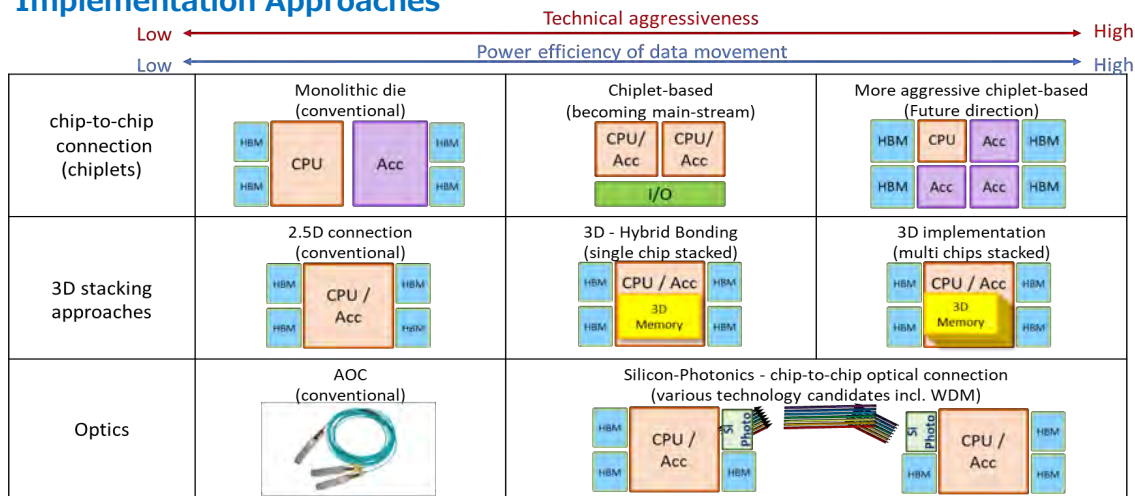 Implementation Approaches
Technical aggressiveness
Low
High
Power efficiency of data movement
Low
High
chip-to-chip
connection
(chiplets)
Monolithic die
(conventional)
HBM
HBM
CPU
Acc
HBM
HBM
Chiplet-based
(becoming main-stream)
CPU/
Acc
CPU/
Acc
I/O
More aggressive chiplet-based
(Future direction)
HBM
CPU
Acc
HBM
HBM
Acc
Acc
HBM
3D stacking
approaches
2.5D connection
(conventional)
HBM
HBM
CPU /
Acc
HBM
HBM
3D - Hybrid Bonding
(single chip stacked)
HBM
CPU / Acc
HBM
3D
Memory
HBM
HBM
3D implementation
(multi chips stacked)
HBM
CPU / Acc
HBM
3D
Memory
HBM
HBM
Optics
AOC
(conventional)
Silicon-Photonics - chip-to-chip optical connection
(various technology candidates incl. WDM)
HBM
HBM
CPU /
Acc
Si
Photo
HBM
Si
Photo
HBM
CPU /
Acc
HBM
HBM